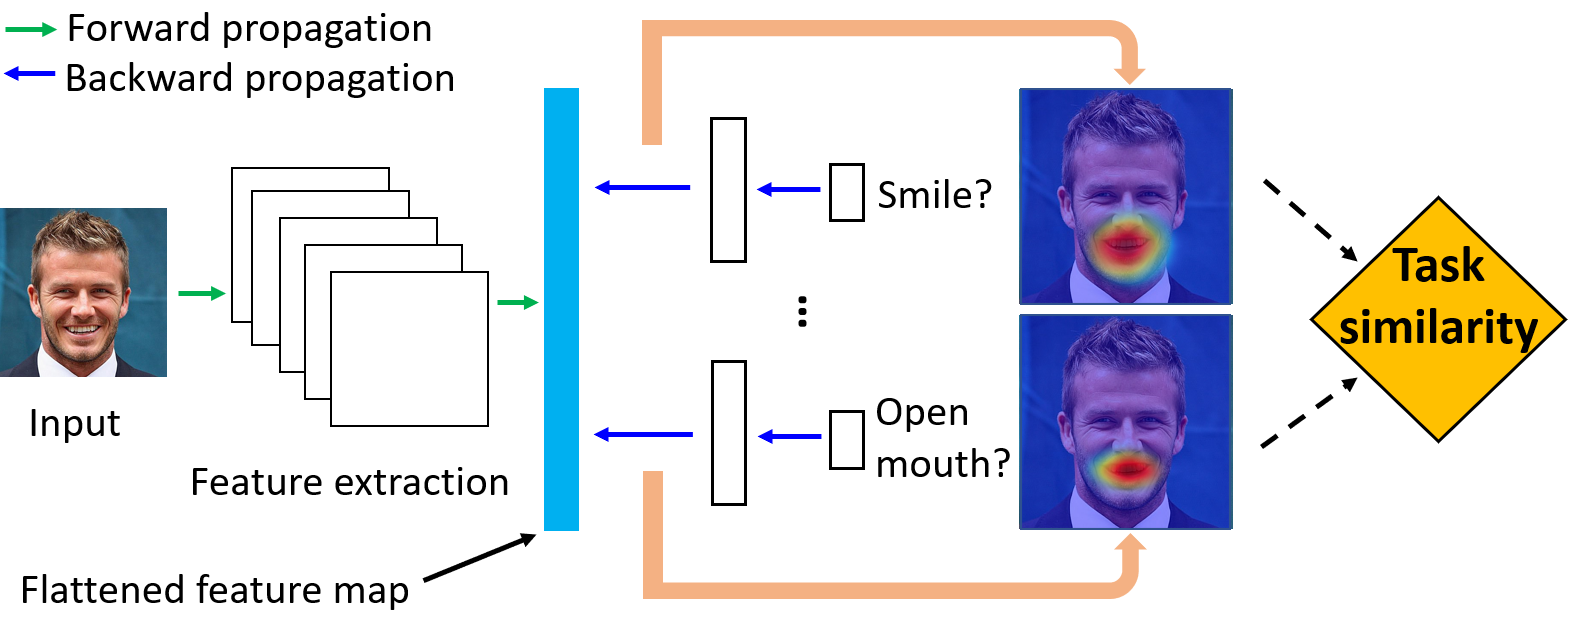 Forward propagation
Backward propagation
Smile?
Task
similarity
Input
Open
mouth?
Feature extraction
Flattened feature map